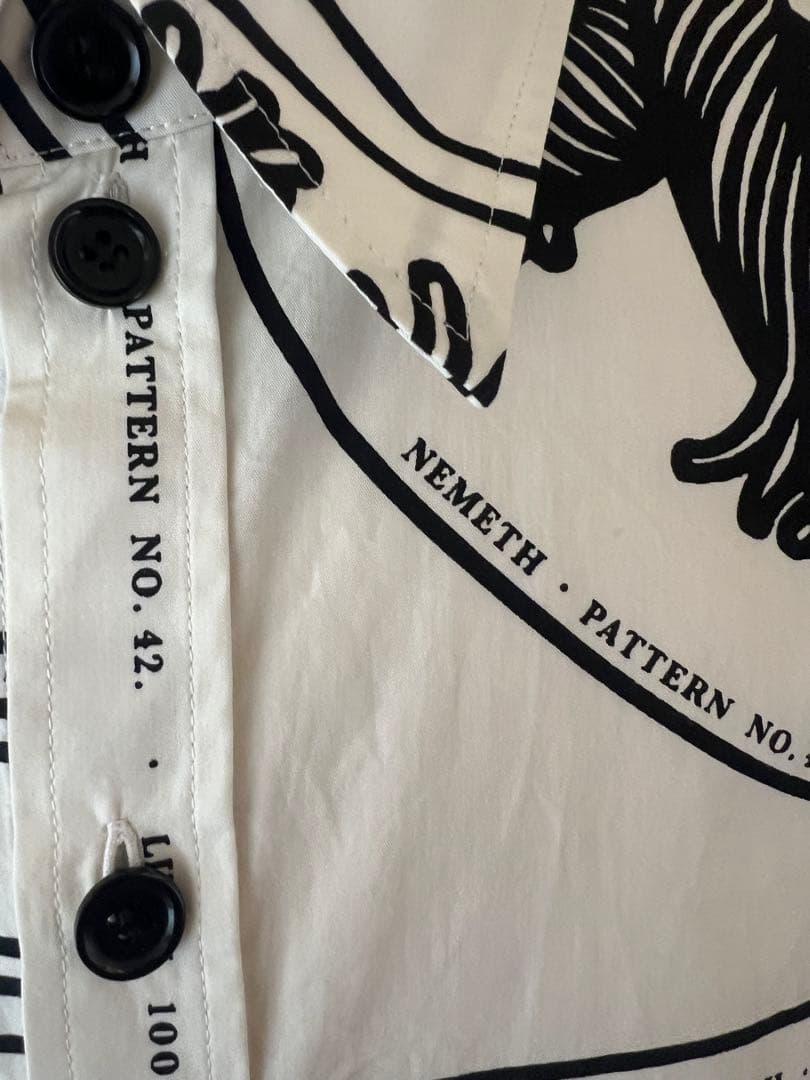 PATTERN NO. 42. ·
100
NEMETH · PATTERN NO.